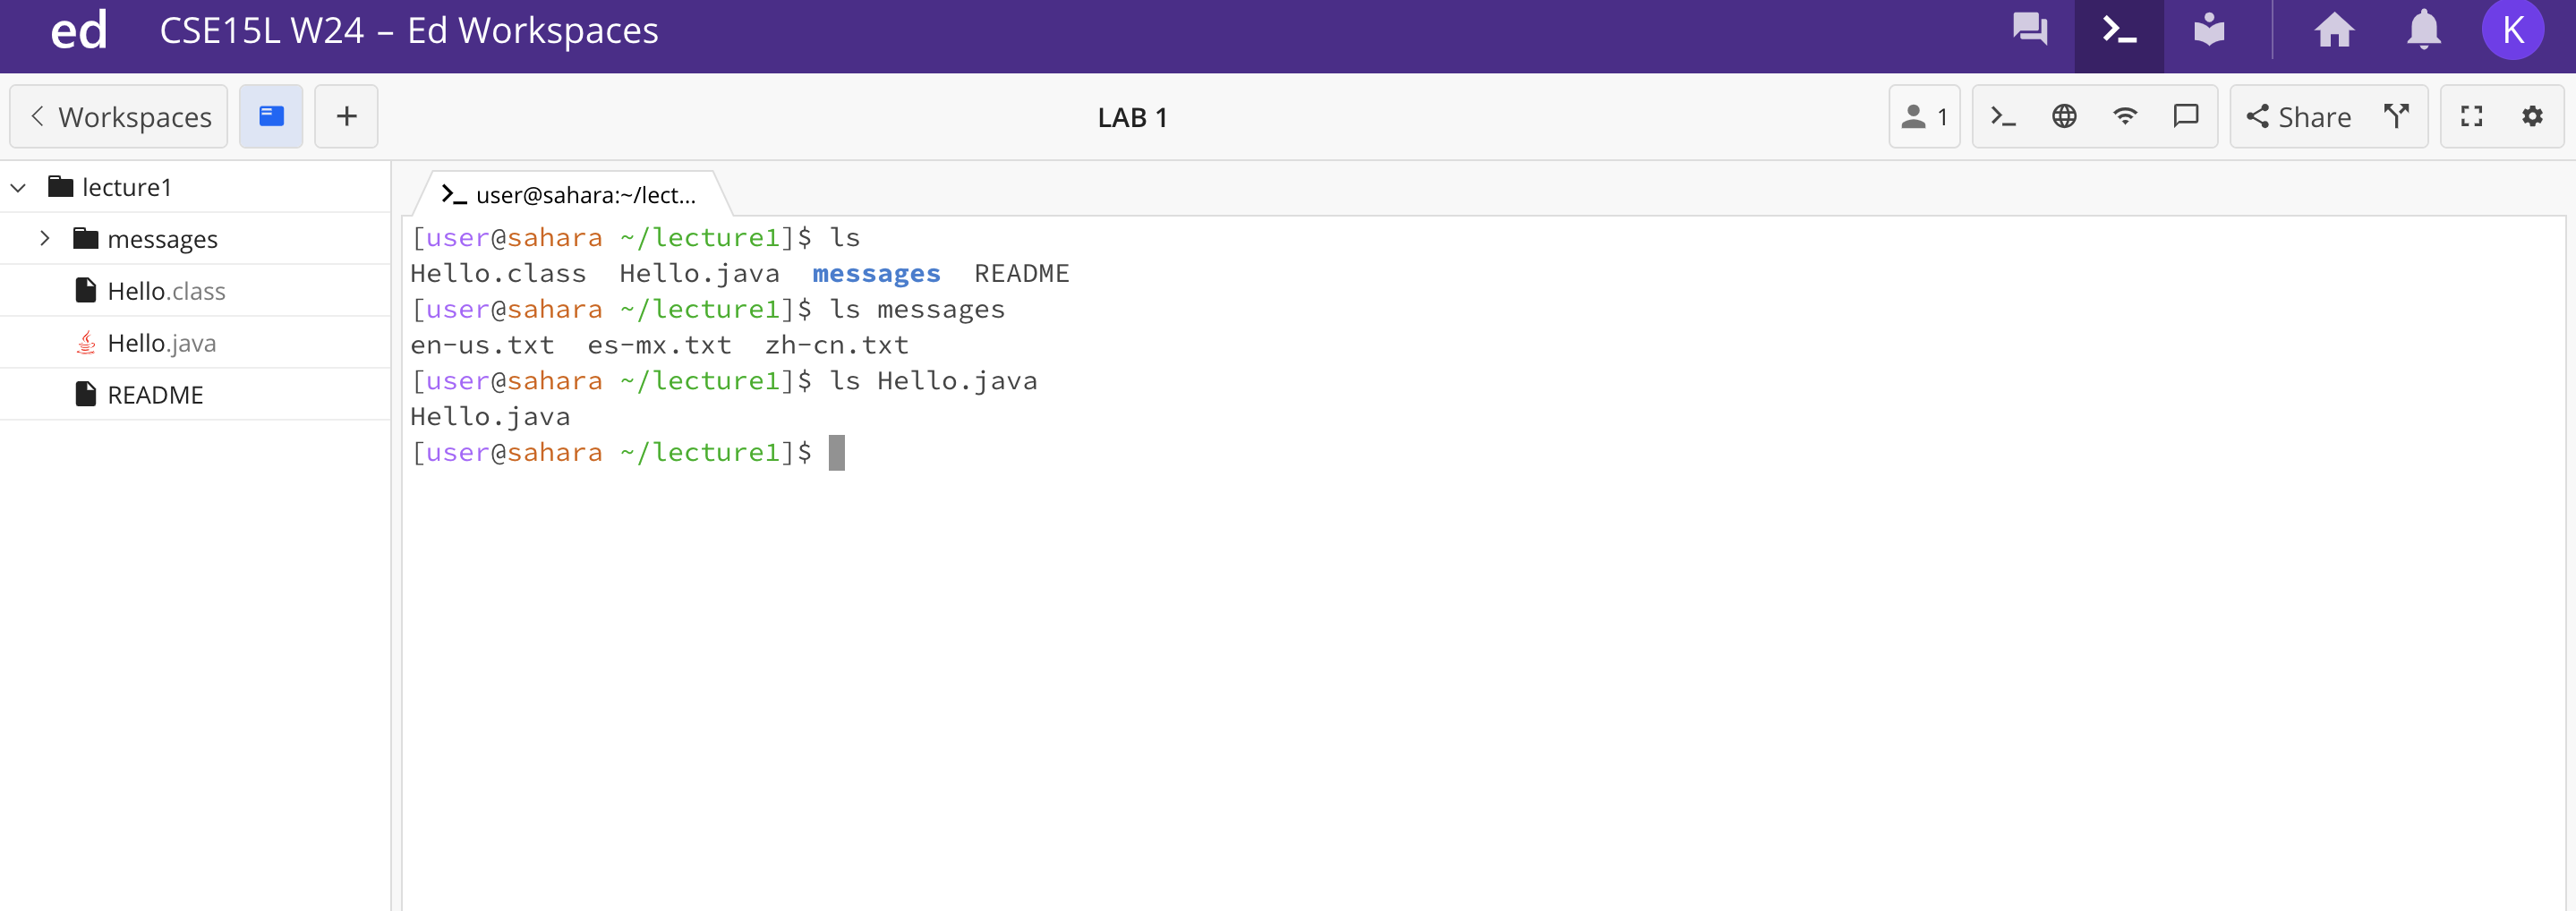 ed CSE15L W24 – Ed Workspaces K
Workspaces LAB 1 1 Share
lecture1
messages
Hello.class
Hello.java
README
user@sahara:~/lect...
[user@sahara ~/lecture1]$ ls
Hello.class  Hello.java  messages  README
[user@sahara ~/lecture1]$ ls messages
en-us.txt  es-mx.txt  zh-cn.txt
[user@sahara ~/lecture1]$ ls Hello.java
Hello.java
[user@sahara ~/lecture1]$